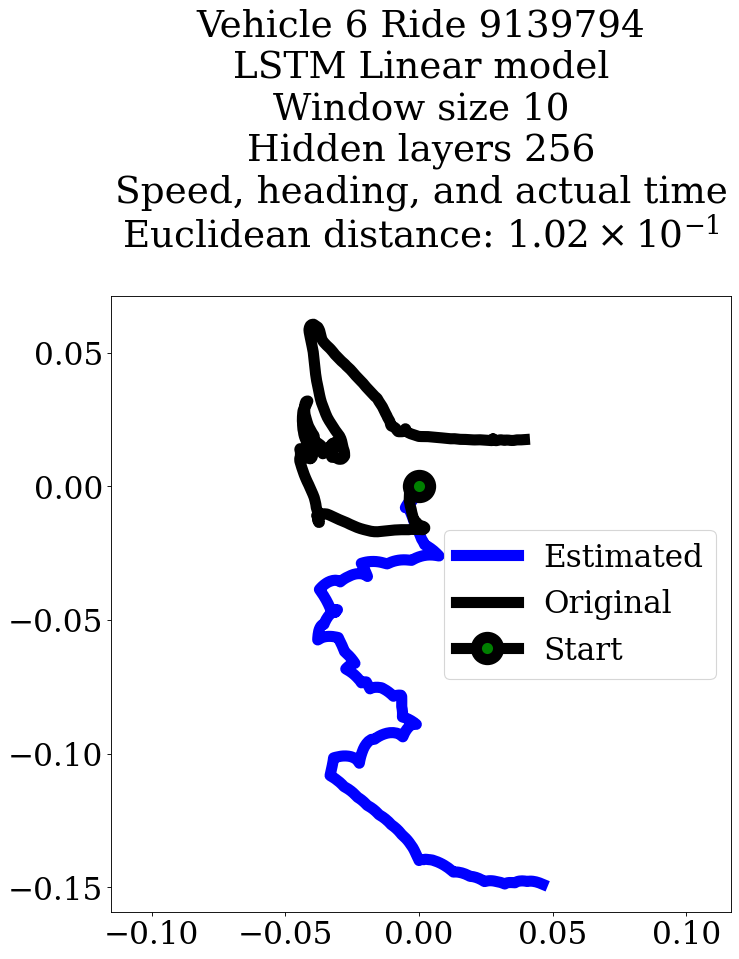 Vehicle 6 Ride 9139794
LSTM Linear model
Window size 10
Hidden layers 256
Speed, heading, and actual time
Euclidean distance: 1.02 × 10⁻¹
0.05
0.00
−0.05
−0.10
−0.15
Estimated
Original
Start
−0.10 −0.05 0.00 0.05 0.10